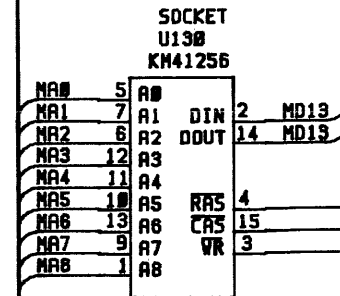 SOCKET
U130
KM41256
MA0 5 A0
MA1 7 A1 DIN 2 MD13
MA2 6 A2 DOUT 14 MD13
MA3 12 A3
MA4 11 A4
MA5 10 A5 RAS 4
MA6 13 A6 CAS 15
MA7 9 A7 WR 3
MA8 1 A8